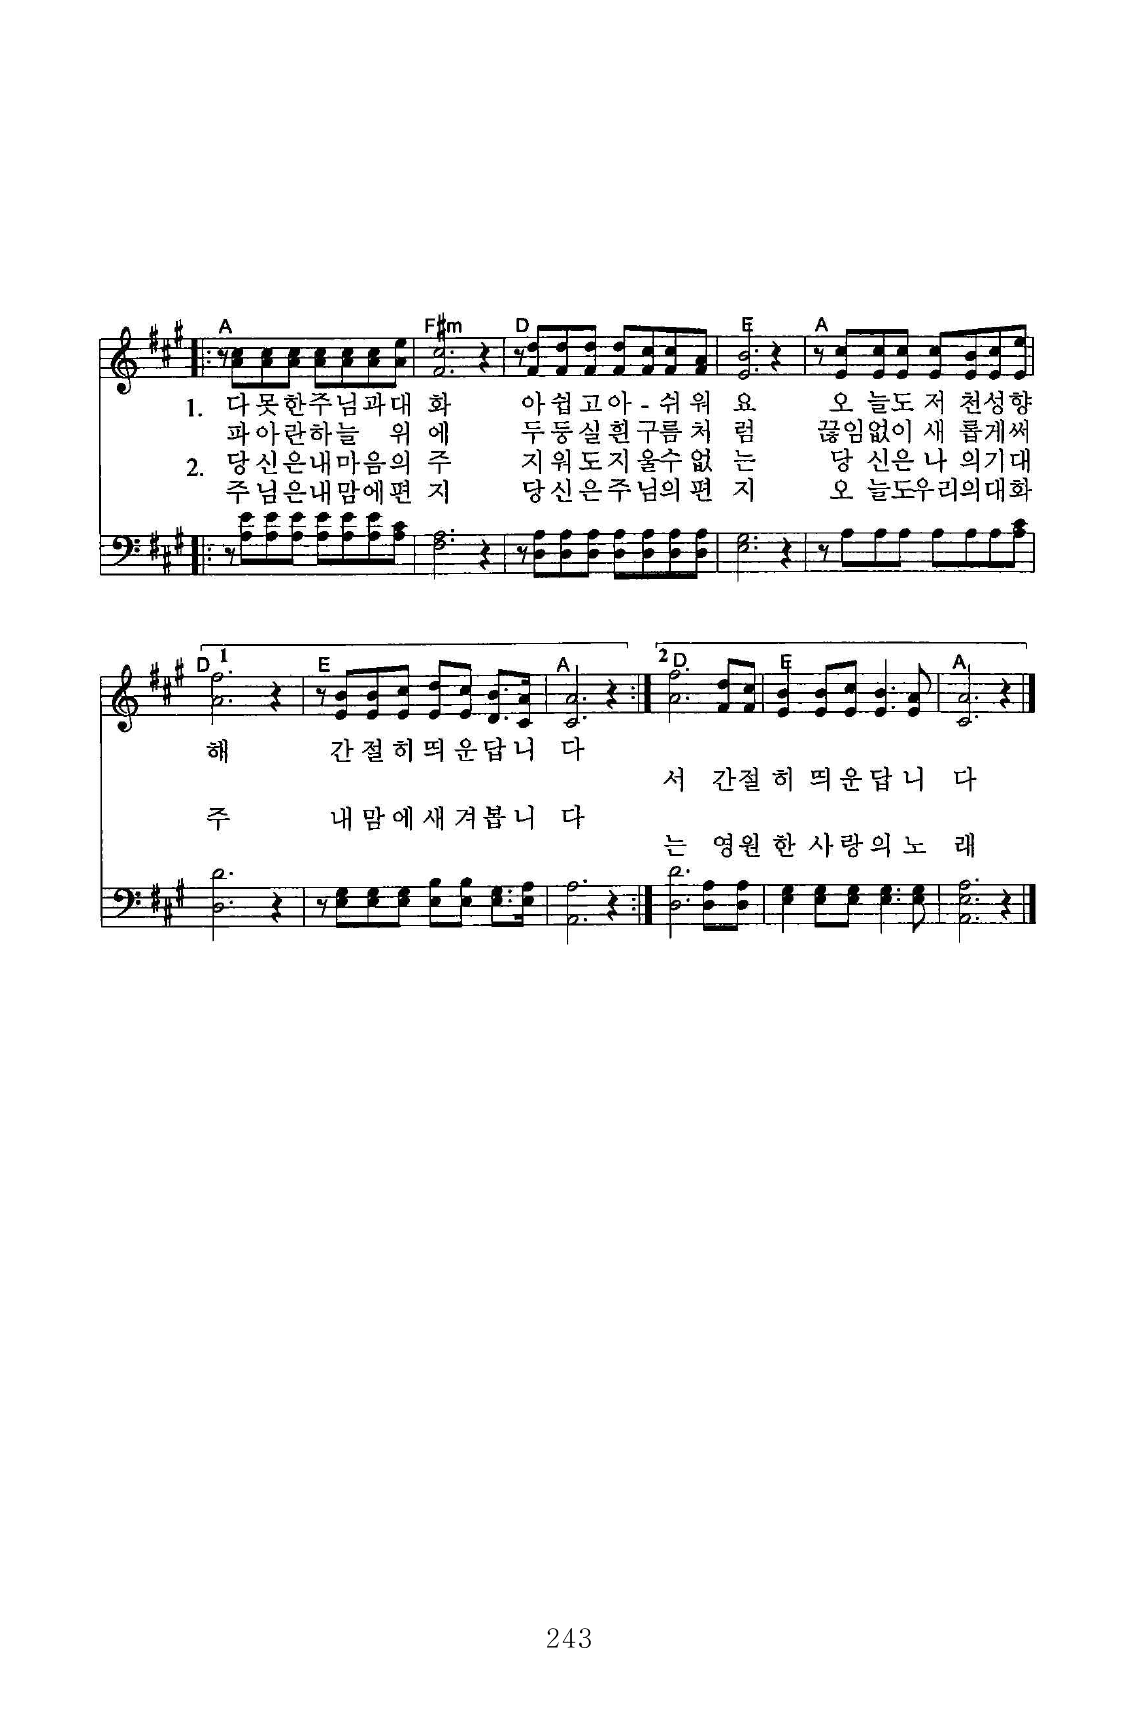 A F#m D E A
1. 다못한주님과대 화 아쉽고아-쉬워 요 오 늘도 저 천성향
파아란하늘 위 에 두둥실흰구름처 럼 끊임없이 새 롭게써
2. 당신은내마음의 주 지워도지울수없 는 당 신은 나 의기대
주님은내맘에편 지 당신은주님의편 지 오 늘도우리의대화
D 1 E A 2 D E A
해 간절히띄운답니 다
서 간절 히 띄운답니 다
주 내맘에새겨봅니 다
는 영원 한 사랑의노 래
243